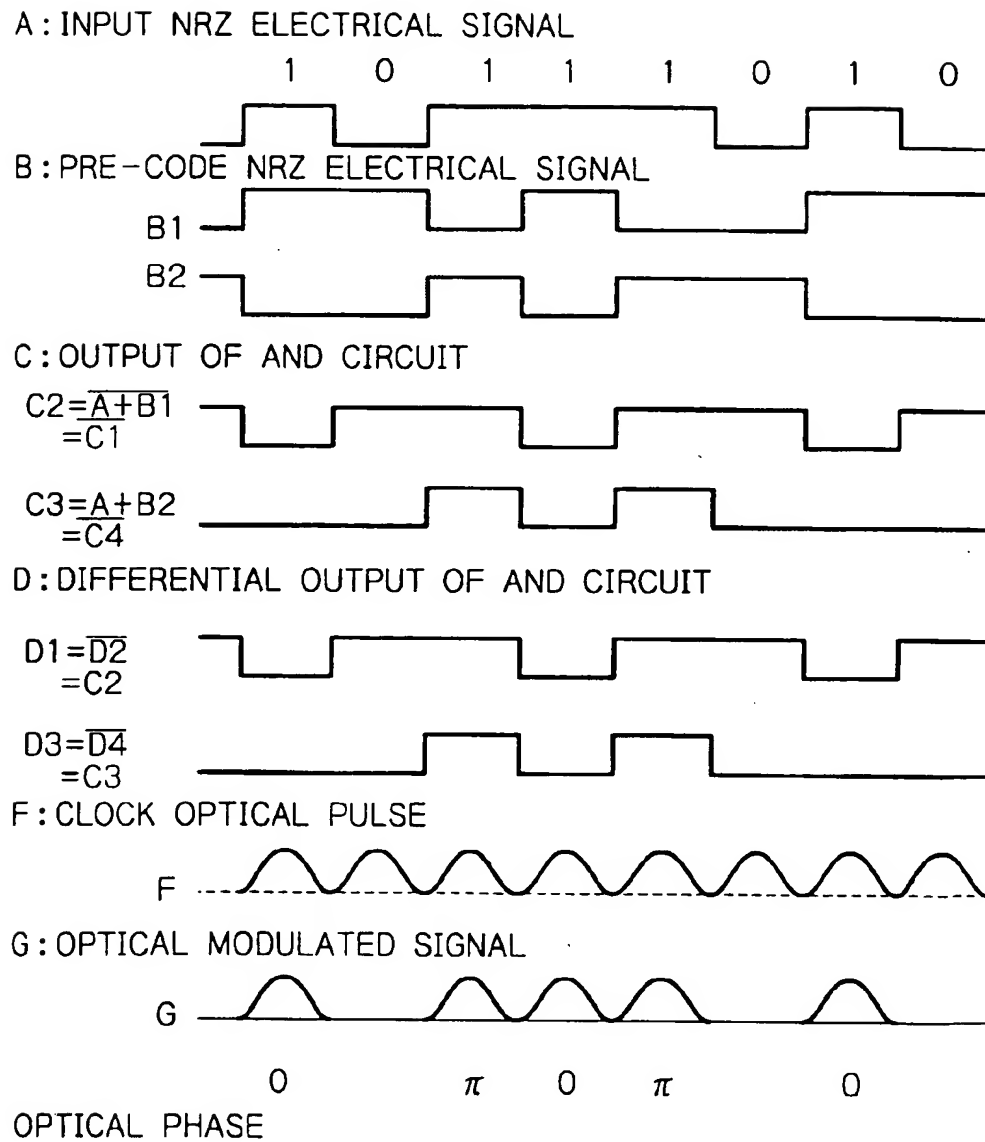 A:INPUT NRZ ELECTRICAL SIGNAL
1 0 1 1 1 0 1 0
B:PRE-CODE NRZ ELECTRICAL SIGNAL
B1
B2
C:OUTPUT OF AND CIRCUIT
C2=A+B1
=C1
C3=A+B2
=C4
D:DIFFERENTIAL OUTPUT OF AND CIRCUIT
D1=D2
=C2
D3=D4
=C3
F:CLOCK OPTICAL PULSE
F
G:OPTICAL MODULATED SIGNAL
G
0 π 0 π 0
OPTICAL PHASE